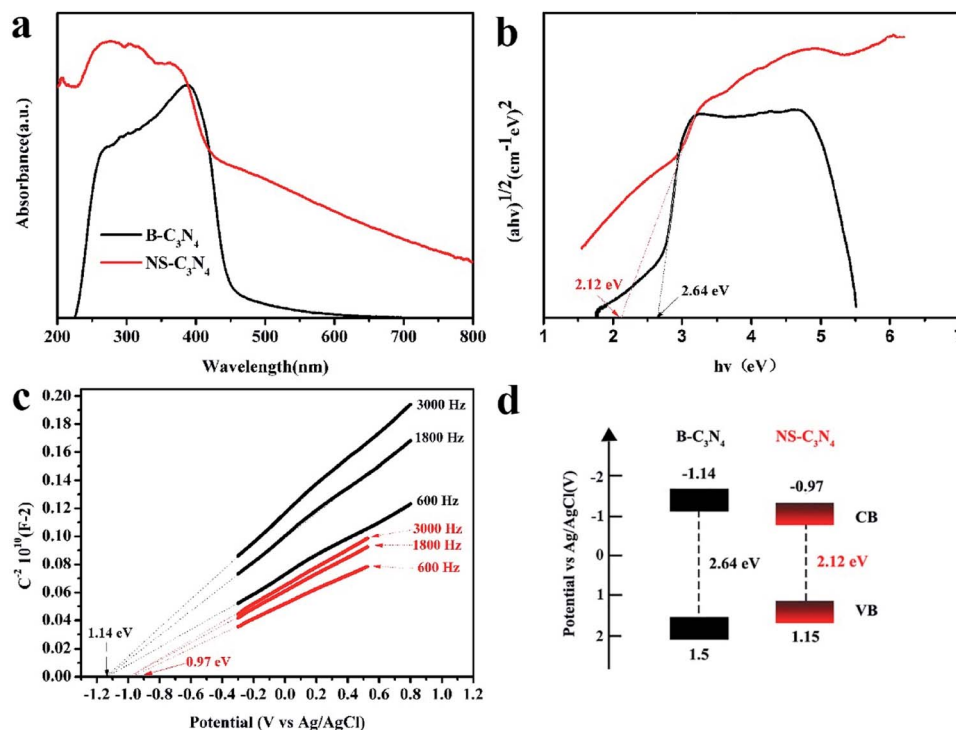 a
Absorbance(a.u.)
B-C₃N₄
NS-C₃N₄
200 300 400 500 600 700 800
Wavelength(nm)
b
(ahv)^1/2(cm⁻¹eV)²
2.12 eV
2.64 eV
1 2 3 4 5 6 7
hv (eV)
c
C⁻² 10¹⁰(F-2)
0.20
0.18
0.16
0.14
0.12
0.10
0.08
0.06
0.04
0.02
0.00
3000 Hz
1800 Hz
600 Hz
3000 Hz
1800 Hz
600 Hz
1.14 eV
0.97 eV
-1.2 -1.0 -0.8 -0.6 -0.4 -0.2 0.0 0.2 0.4 0.6 0.8 1.0 1.2
Potential (V vs Ag/AgCl)
d
Potential vs Ag/AgCl(V)
B-C₃N₄ NS-C₃N₄
-2
-1
0
1
2
-1.14
-0.97
CB
2.64 eV
2.12 eV
VB
1.5
1.15